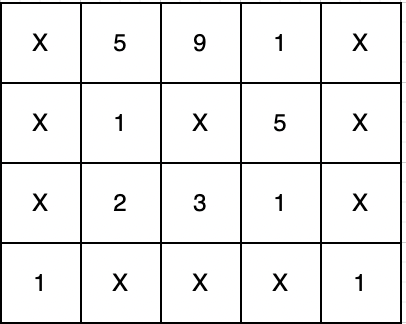 X 5 9 1 X
X 1 X 5 X
X 2 3 1 X
1 X X X 1